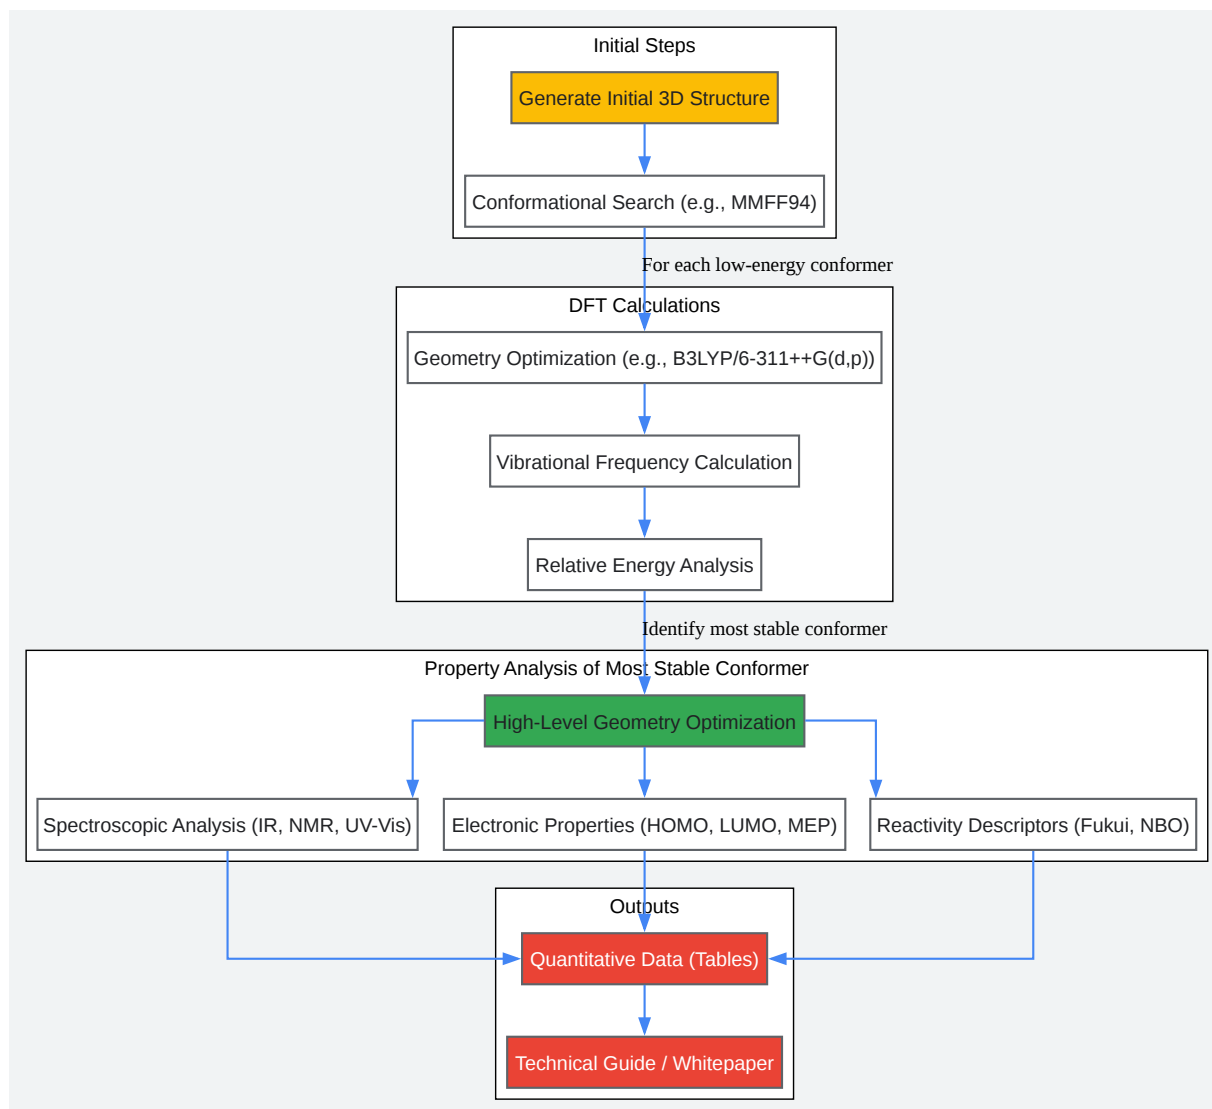 Initial Steps
Generate Initial 3D Structure
Conformational Search (e.g., MMFF94)
For each low-energy conformer
DFT Calculations
Geometry Optimization (e.g., B3LYP/6-311++G(d,p))
Vibrational Frequency Calculation
Relative Energy Analysis
Identify most stable conformer
Property Analysis of Most Stable Conformer
High-Level Geometry Optimization
Spectroscopic Analysis (IR, NMR, UV-Vis)
Electronic Properties (HOMO, LUMO, MEP)
Reactivity Descriptors (Fukui, NBO)
Outputs
Quantitative Data (Tables)
Technical Guide / Whitepaper